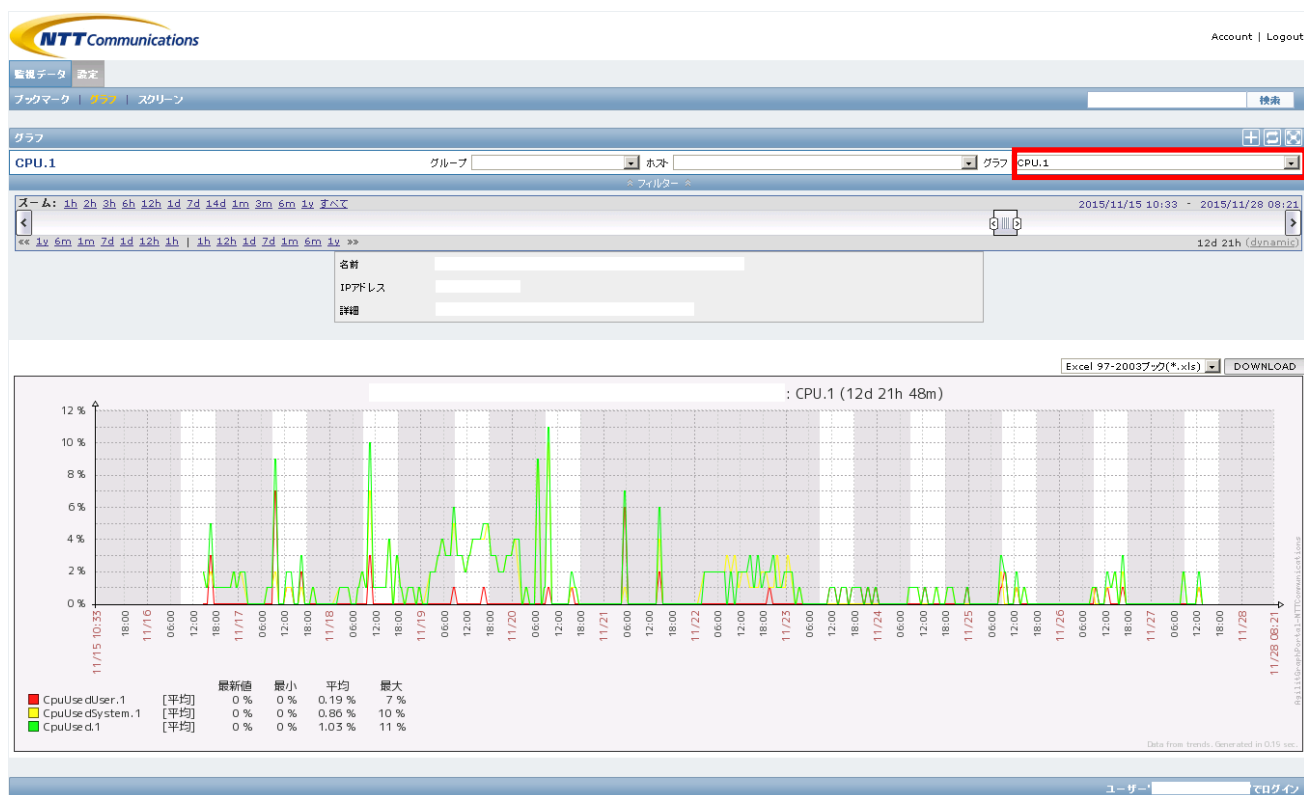 NTT Communications
Account | Logout
監視データ 設定
ブックマーク | グラフ | スクリーン 検索
グラフ
CPU.1 グループ ホスト グラフ CPU.1
フィルター
ズーム: 1h 2h 3h 6h 12h 1d 7d 14d 1m 3m 6m 1y すべて 2015/11/15 10:33 - 2015/11/28 08:21
«« 1y 6m 1m 7d 1d 12h 1h | 1h 12h 1d 7d 1m 6m 1y »» 12d 21h (dynamic)
名前
IPアドレス
詳細
Excel 97-2003ブック(*.xls) DOWNLOAD
: CPU.1 (12d 21h 48m)
12 %
10 %
8 %
6 %
4 %
2 %
0 %
11/15 10:33 18:00 11/16 06:00 12:00 18:00 11/17 06:00 12:00 18:00 11/18 06:00 12:00 18:00 11/19 06:00 12:00 18:00 11/20 06:00 12:00 18:00 11/21 06:00 12:00 18:00 11/22 06:00 12:00 18:00 11/23 06:00 12:00 18:00 11/24 06:00 12:00 18:00 11/25 06:00 12:00 18:00 11/26 06:00 12:00 18:00 11/27 06:00 12:00 18:00 11/28 11/28 08:21
最新値 最小 平均 最大
CpuUsedUser.1 [平均] 0 % 0 % 0.19 % 7 %
CpuUsedSystem.1 [平均] 0 % 0 % 0.86 % 10 %
CpuUsed.1 [平均] 0 % 0 % 1.03 % 11 %
Data from trends. Generated in 0.15 sec.
AgilitGraphPortal-NTTCommunications
ユーザー' 'でログイン